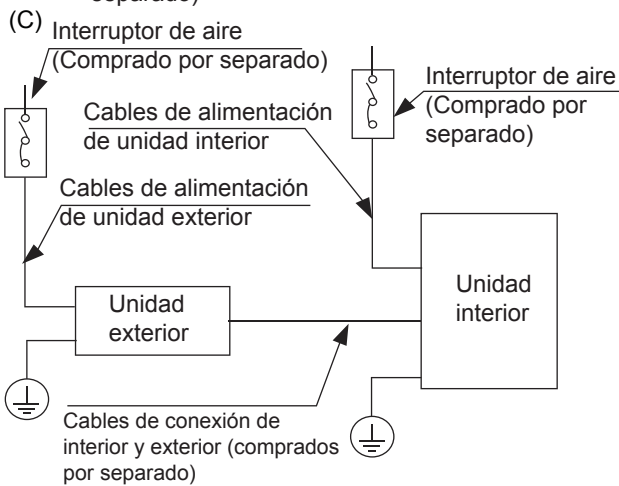 separado)
(C)
Interruptor de aire
(Comprado por separado)
Interruptor de aire
(Comprado por
separado)
Cables de alimentación
de unidad interior
Cables de alimentación
de unidad exterior
Unidad
exterior
Unidad
interior
Cables de conexión de
interior y exterior (comprados
por separado)